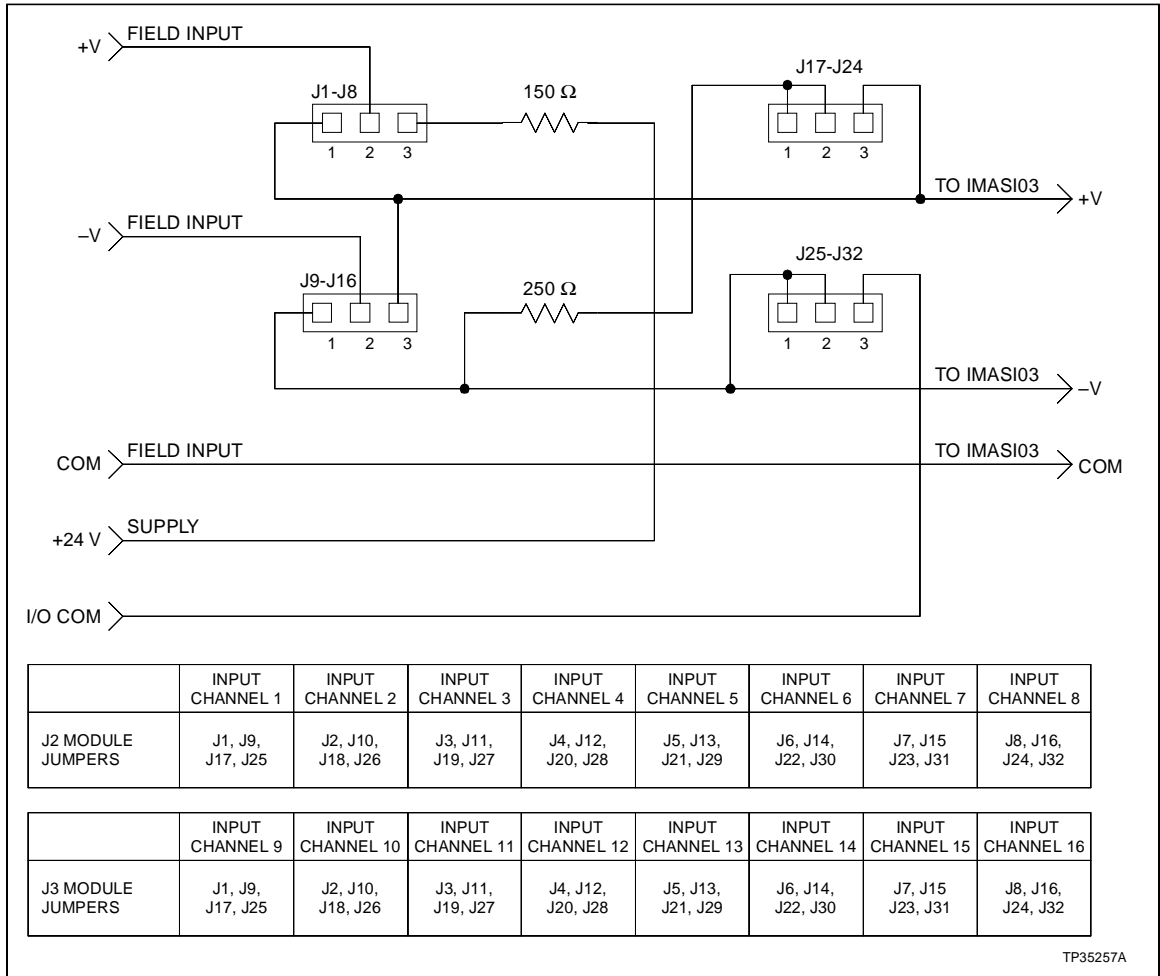 +V
FIELD INPUT
J1-J8
1 2 3
150 Ω
J17-J24
1 2 3
TO IMASI03
+V
–V
FIELD INPUT
J9-J16
1 2 3
250 Ω
J25-J32
1 2 3
TO IMASI03
–V
COM
FIELD INPUT
TO IMASI03
COM
+24 V
SUPPLY
I/O COM
INPUT INPUT INPUT INPUT INPUT INPUT INPUT INPUT
CHANNEL 1 CHANNEL 2 CHANNEL 3 CHANNEL 4 CHANNEL 5 CHANNEL 6 CHANNEL 7 CHANNEL 8
J2 MODULE J1, J9, J2, J10, J3, J11, J4, J12, J5, J13, J6, J14, J7, J15 J8, J16,
JUMPERS J17, J25 J18, J26 J19, J27 J20, J28 J21, J29 J22, J30 J23, J31 J24, J32
INPUT INPUT INPUT INPUT INPUT INPUT INPUT INPUT
CHANNEL 9 CHANNEL 10 CHANNEL 11 CHANNEL 12 CHANNEL 13 CHANNEL 14 CHANNEL 15 CHANNEL 16
J3 MODULE J1, J9, J2, J10, J3, J11, J4, J12, J5, J13, J6, J14, J7, J15 J8, J16,
JUMPERS J17, J25 J18, J26 J19, J27 J20, J28 J21, J29 J22, J30 J23, J31 J24, J32
TP35257A